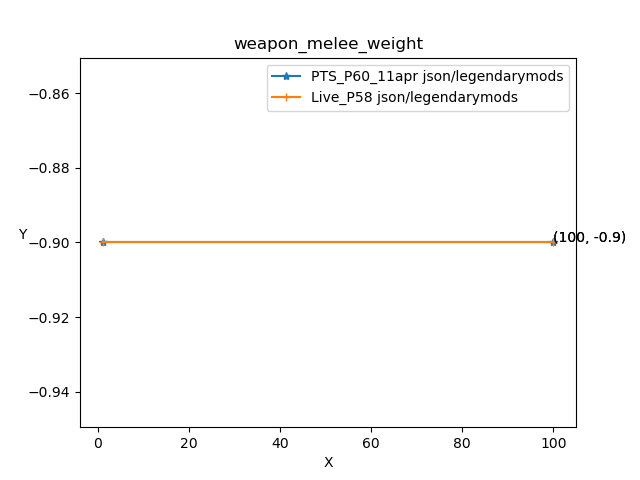 weapon_melee_weight
PTS_P60_11apr json/legendarymods
Live_P58 json/legendarymods
−0.86
−0.88
Y
−0.90
(100, -0.9)
−0.92
−0.94
0 20 40 60 80 100
X